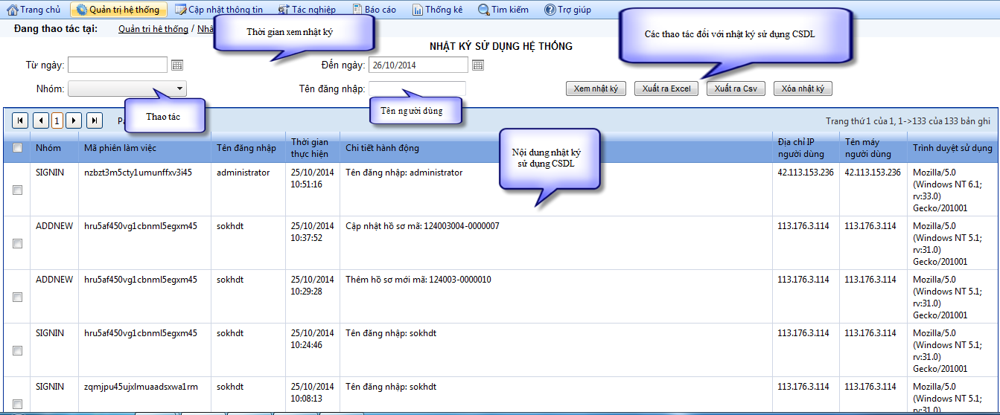 Trang chủ Quản trị hệ thống Cập nhật thông tin Tác nghiệp Báo cáo Thống kê Tìm kiếm Trợ giúp
Đang thao tác tại: Quản trị hê thống / Nhâ
Thời gian xem nhật ký
Các thao tác đối với nhật ký sử dụng CSDL
NHẬT KÝ SỬ DỤNG HỆ THỐNG
Từ ngày: Đến ngày: 26/10/2014
Nhóm: Tên đăng nhập: Xem nhật ký Xuất ra Excel Xuất ra Csv Xóa nhật ký
Thao tác
Tên người dùng
1 Trang thứ 1 của 1, 1->133 của 133 bản ghi
Nội dung nhật ký
sử dụng CSDL
Nhóm Mã phiên làm việc Tên đăng nhập Thời gian Chi tiết hành động Địa chỉ IP Tên máy Trình duyệt sử dụng
thực hiện người dùng người dùng
SIGNIN nzbzt3m5cty1umunffxv3i45 administrator 25/10/2014 Tên đăng nhập: administrator 42.113.153.236 42.113.153.236 Mozilla/5.0
10:51:16 (Windows NT 6.1;
rv:33.0)
Gecko/201001
ADDNEW hru5af450vg1cbnml5egxm45 sokhdt 25/10/2014 Cập nhật hồ sơ mã: 124003004-0000007 113.176.3.114 113.176.3.114 Mozilla/5.0
10:37:52 (Windows NT 5.1;
rv:31.0)
Gecko/201001
ADDNEW hru5af450vg1cbnml5egxm45 sokhdt 25/10/2014 Thêm hồ sơ mới mã: 124003-0000010 113.176.3.114 113.176.3.114 Mozilla/5.0
10:29:28 (Windows NT 5.1;
rv:31.0)
Gecko/201001
SIGNIN hru5af450vg1cbnml5egxm45 sokhdt 25/10/2014 Tên đăng nhập: sokhdt 113.176.3.114 113.176.3.114 Mozilla/5.0
10:24:46 (Windows NT 5.1;
rv:31.0)
Gecko/201001
SIGNIN zqmjpu45ujxlmuaadsxwa1rm sokhdt 25/10/2014 Tên đăng nhập: sokhdt 113.176.3.114 113.176.3.114 Mozilla/5.0
10:08:13 (Windows NT 5.1;
rv:31.0)